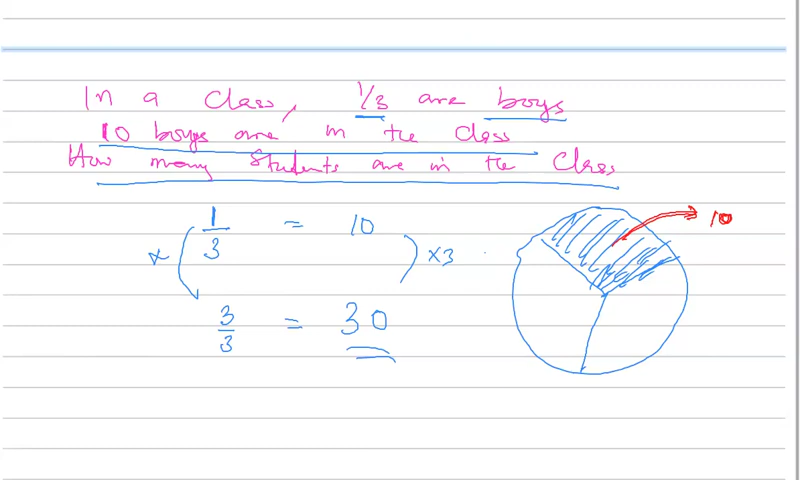 In a class, 1/3 are boys
10 boys are in the class
How many Students are in the Class
1/3 = 10
10
× ×3
3/3 = 30